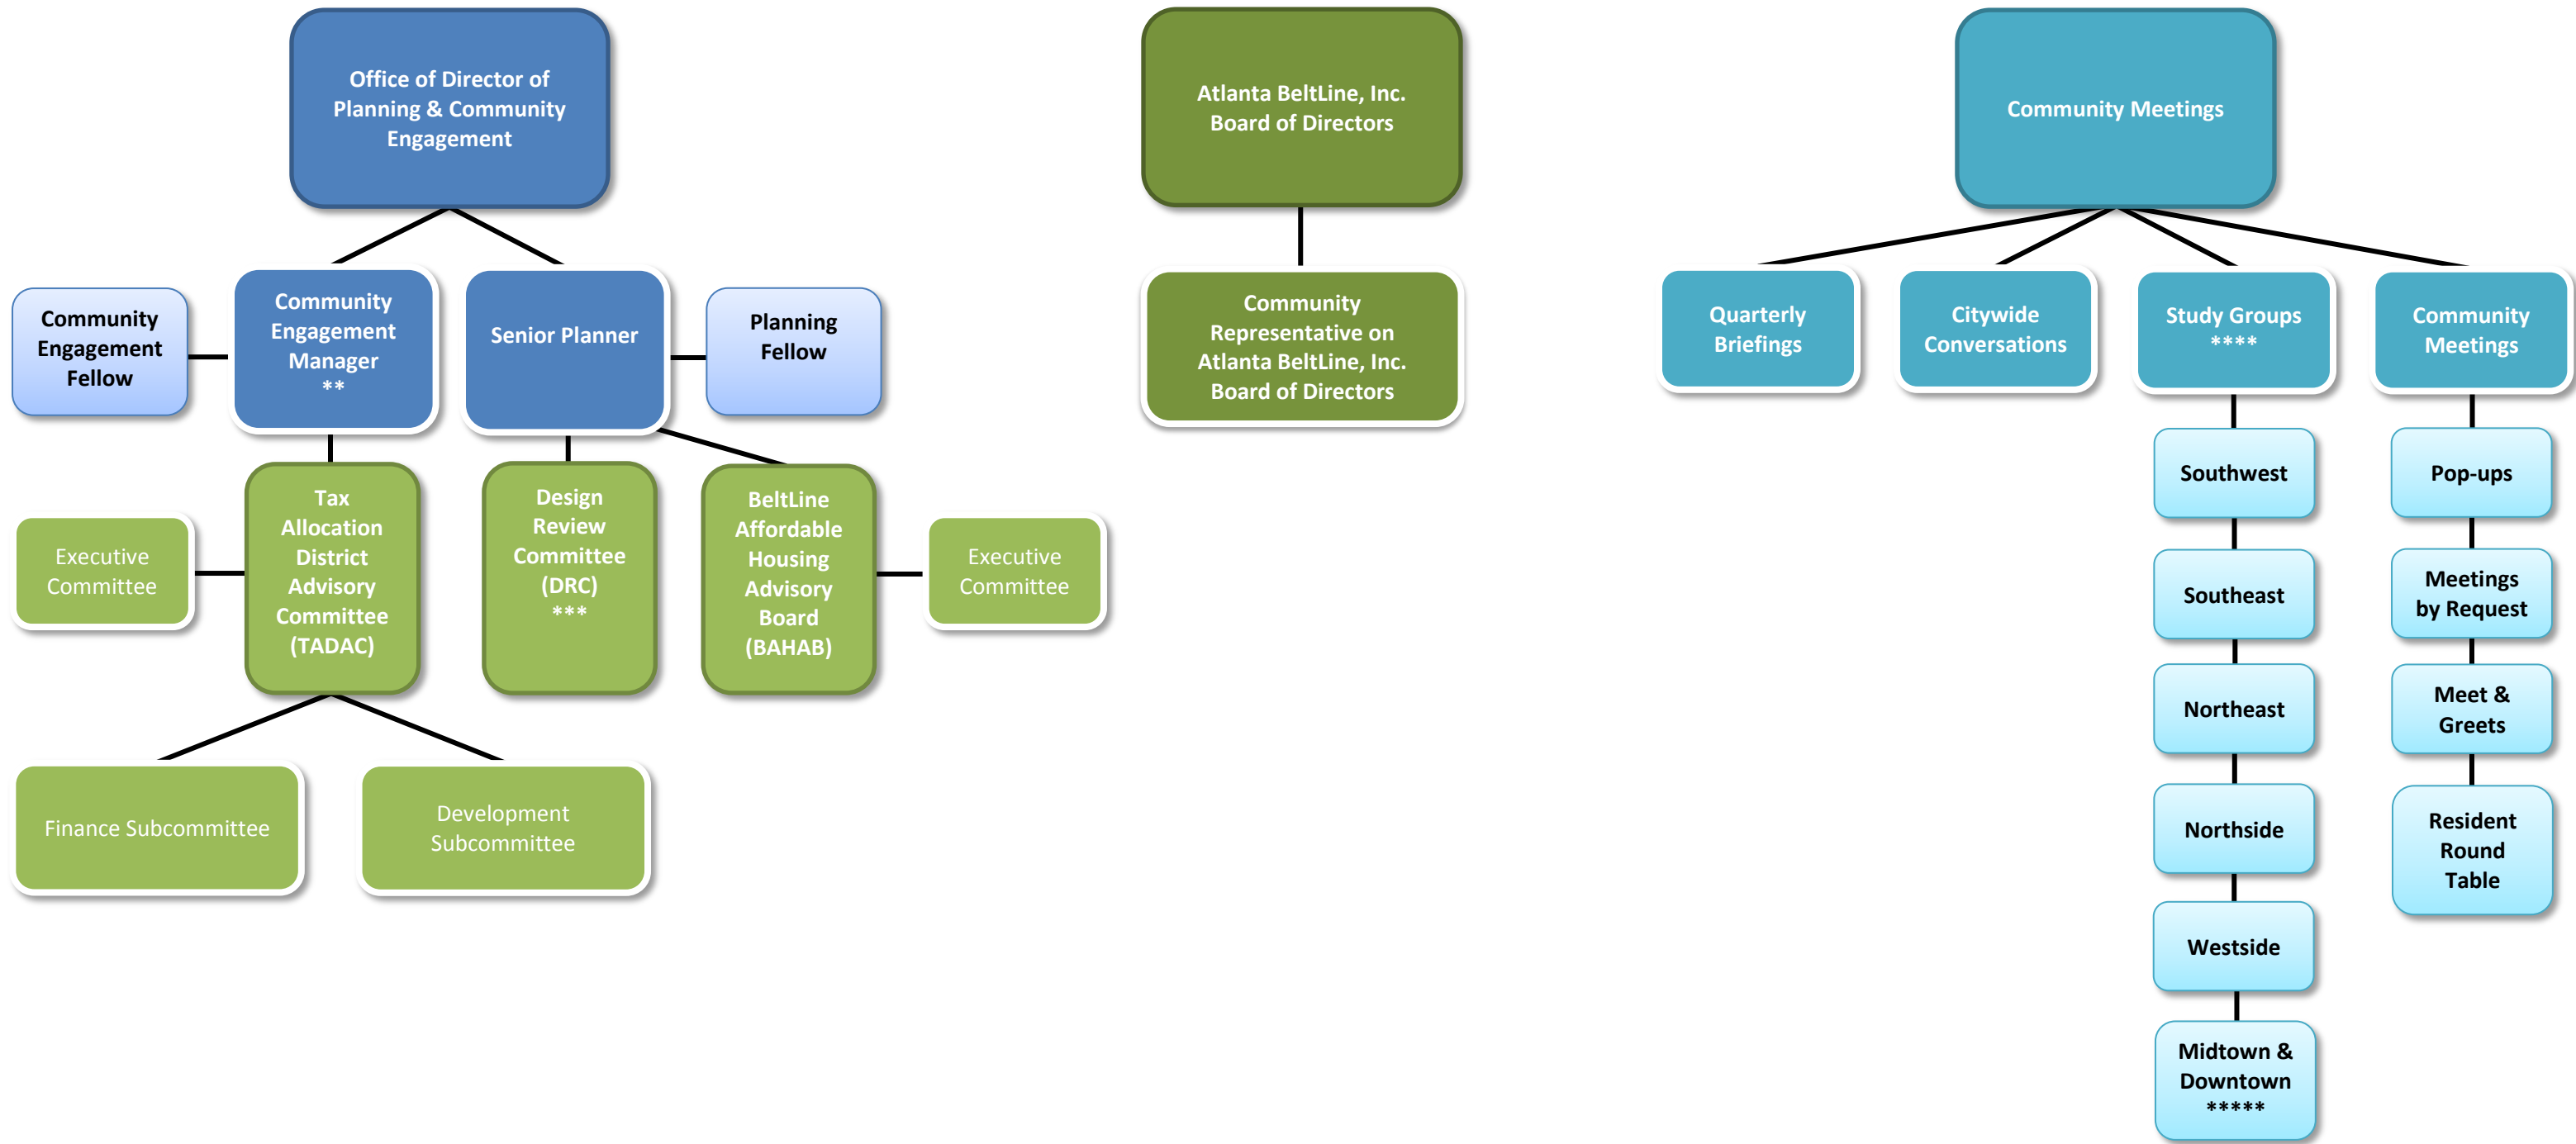 Office of Director of
Planning & Community
Engagement
Atlanta BeltLine, Inc.
Board of Directors
Community Meetings
Community
Engagement
Fellow
Community
Engagement
Manager
**
Senior Planner
Planning
Fellow
Community
Representative on
Atlanta BeltLine, Inc.
Board of Directors
Quarterly
Briefings
Citywide
Conversations
Study Groups
****
Community
Meetings
Executive
Committee
Tax
Allocation
District
Advisory
Committee
(TADAC)
Design
Review
Committee
(DRC)
***
BeltLine
Affordable
Housing
Advisory
Board
(BAHAB)
Executive
Committee
Finance Subcommittee
Development
Subcommittee
Southwest
Southeast
Northeast
Northside
Westside
Midtown &
Downtown
*****
Pop-ups
Meetings
by Request
Meet &
Greets
Resident
Round
Table